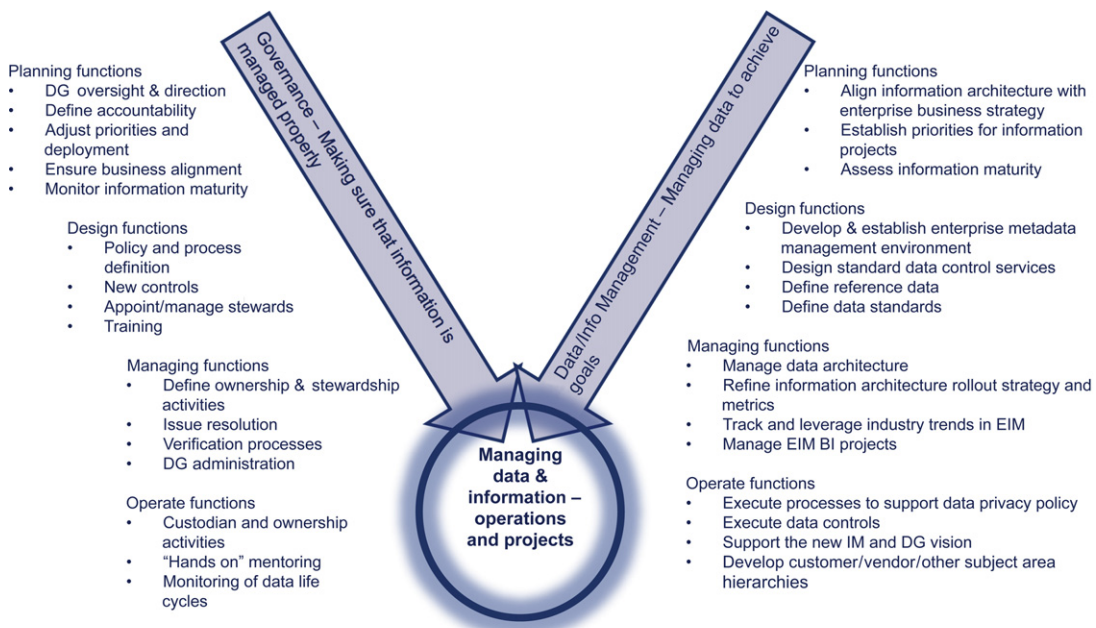 Planning functions
• DG oversight & direction
• Define accountability
• Adjust priorities and
deployment
• Ensure business alignment
• Monitor information maturity
Design functions
• Policy and process
definition
• New controls
• Appoint/manage stewards
• Training
Managing functions
• Define ownership & stewardship
activities
• Issue resolution
• Verification processes
• DG administration
Operate functions
• Custodian and ownership
activities
• “Hands on” mentoring
• Monitoring of data life
cycles
Governance – Making sure that information is
managed properly
Data/Info Management – Managing data to achieve
goals
Managing
data &
information –
operations
and projects
Planning functions
• Align information architecture with
enterprise business strategy
• Establish priorities for information
projects
• Assess information maturity
Design functions
• Develop & establish enterprise metadata
management environment
• Design standard data control services
• Define reference data
• Define data standards
Managing functions
• Manage data architecture
• Refine information architecture rollout strategy and
metrics
• Track and leverage industry trends in EIM
• Manage EIM BI projects
Operate functions
• Execute processes to support data privacy policy
• Execute data controls
• Support the new IM and DG vision
• Develop customer/vendor/other subject area
hierarchies